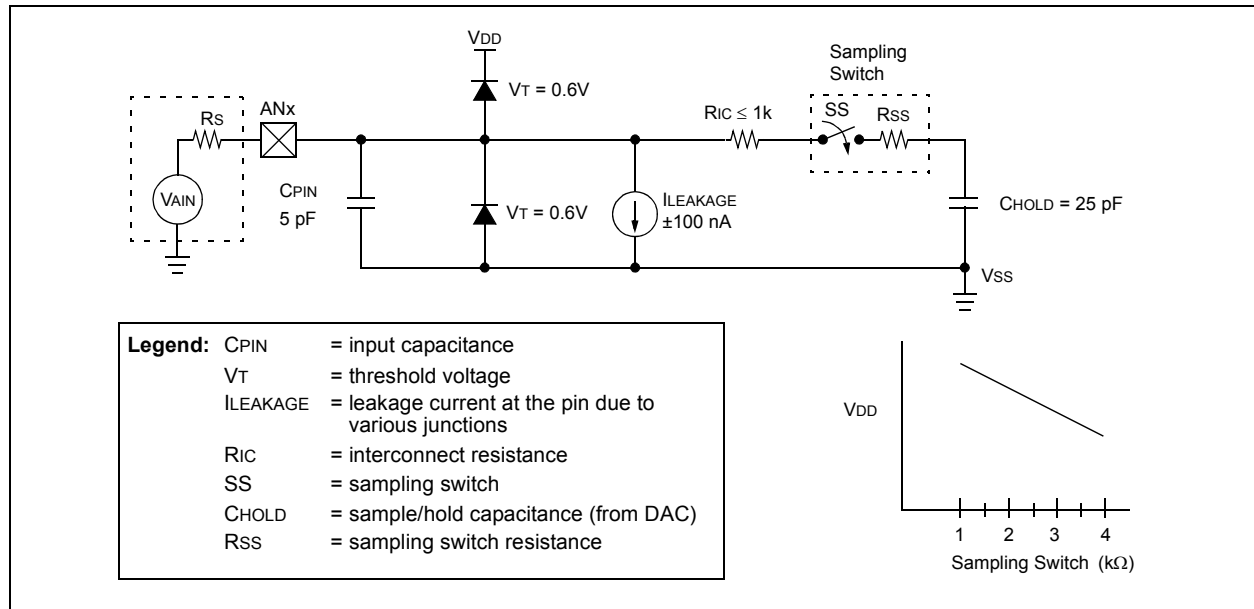 VDD
Sampling
Switch
VT = 0.6V
RS
ANx
RIC ≤ 1k
SS
RSS
VAIN
CPIN
5 pF
VT = 0.6V
ILEAKAGE
±100 nA
CHOLD = 25 pF
VSS
Legend: CPIN = input capacitance
VT = threshold voltage
ILEAKAGE = leakage current at the pin due to
various junctions
RIC = interconnect resistance
SS = sampling switch
CHOLD = sample/hold capacitance (from DAC)
RSS = sampling switch resistance
VDD
1 2 3 4
Sampling Switch (kΩ)